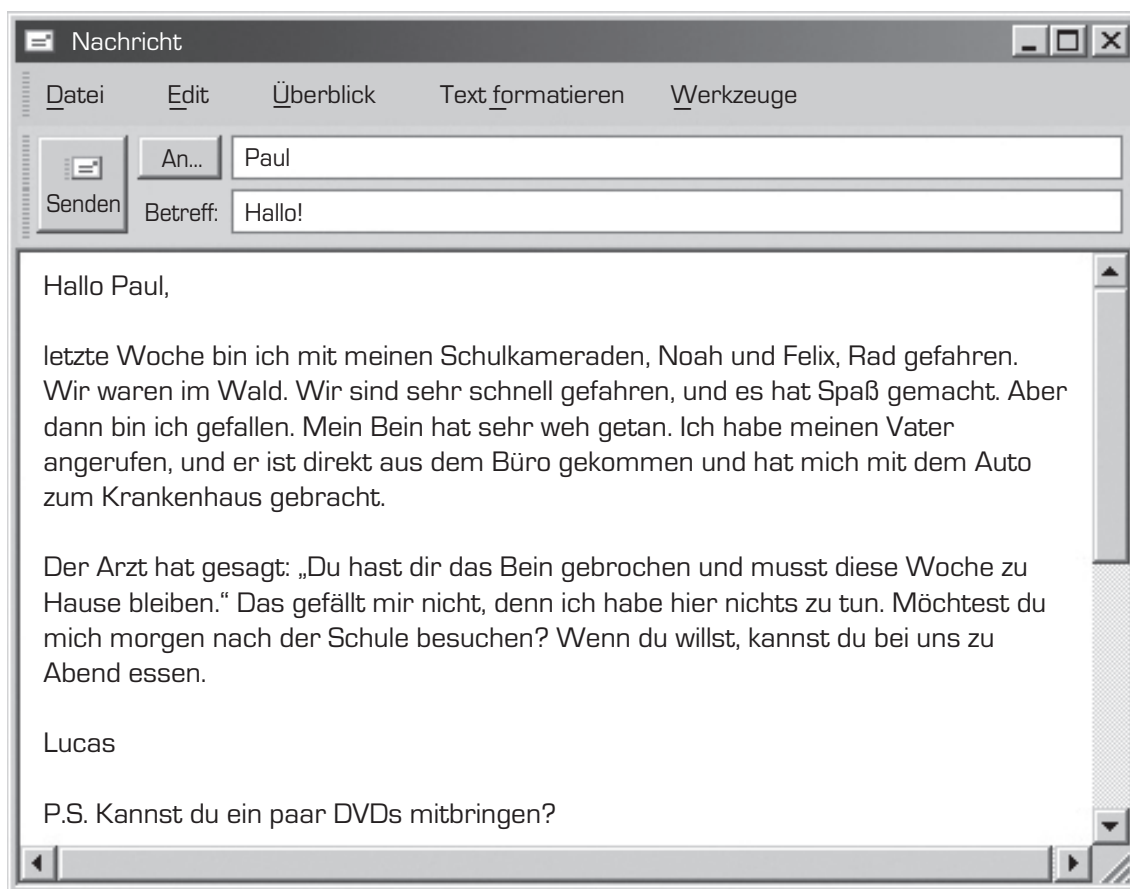 Nachricht
Datei Edit Überblick Text formatieren Werkzeuge
An... Paul
Senden Betreff: Hallo!
Hallo Paul,
letzte Woche bin ich mit meinen Schulkameraden, Noah und Felix, Rad gefahren.
Wir waren im Wald. Wir sind sehr schnell gefahren, und es hat Spaß gemacht. Aber
dann bin ich gefallen. Mein Bein hat sehr weh getan. Ich habe meinen Vater
angerufen, und er ist direkt aus dem Büro gekommen und hat mich mit dem Auto
zum Krankenhaus gebracht.
Der Arzt hat gesagt: „Du hast dir das Bein gebrochen und musst diese Woche zu
Hause bleiben.“ Das gefällt mir nicht, denn ich habe hier nichts zu tun. Möchtest du
mich morgen nach der Schule besuchen? Wenn du willst, kannst du bei uns zu
Abend essen.
Lucas
P.S. Kannst du ein paar DVDs mitbringen?